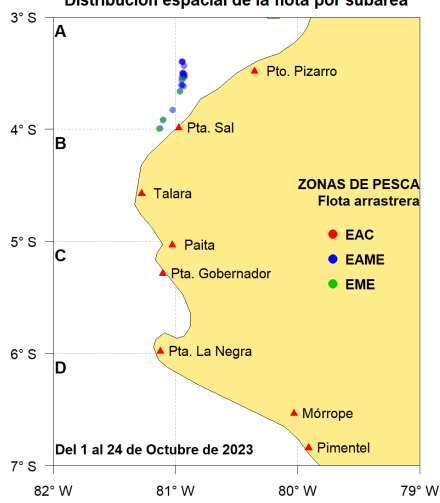 Distribución espacial de la flota por subárea
3° S
A
Pto. Pizarro
4° S
Pta. Sal
B
ZONAS DE PESCA
Talara
Flota arrastrera
EAC
5° S
Paita
C
EAME
Pta. Gobernador
EME
6° S
Pta. La Negra
D
Mórrope
Del 1 al 24 de Octubre de 2023
Pimentel
7° S
82° W
81° W
80° W
79° W